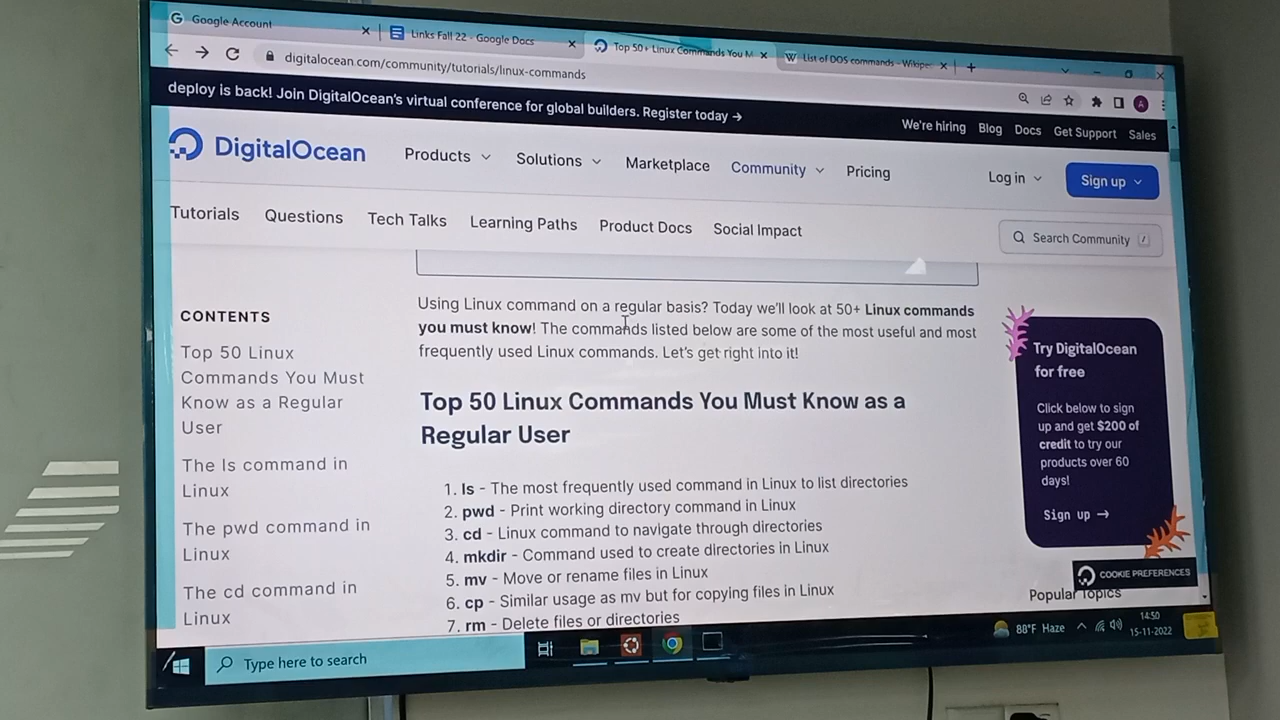 Google Account
Links Fall 22 - Google Docs
Top 50+ Linux Commands You M
List of DOS commands - Wikipe
digitalocean.com/community/tutorials/linux-commands
deploy is back! Join DigitalOcean's virtual conference for global builders. Register today →
We're hiring Blog Docs Get Support Sales
DigitalOcean
Products Solutions Marketplace Community Pricing
Log in
Sign up
Tutorials Questions Tech Talks Learning Paths Product Docs Social Impact
Search Community /
CONTENTS
Top 50 Linux
Commands You Must
Know as a Regular
User
The ls command in
Linux
The pwd command in
Linux
The cd command in
Linux
Using Linux command on a regular basis? Today we'll look at 50+ Linux commands
you must know! The commands listed below are some of the most useful and most
frequently used Linux commands. Let's get right into it!
Top 50 Linux Commands You Must Know as a
Regular User
1. ls - The most frequently used command in Linux to list directories
2. pwd - Print working directory command in Linux
3. cd - Linux command to navigate through directories
4. mkdir - Command used to create directories in Linux
5. mv - Move or rename files in Linux
6. cp - Similar usage as mv but for copying files in Linux
7. rm - Delete files or directories
Try DigitalOcean
for free
Click below to sign
up and get $200 of
credit to try our
products over 60
days!
Sign up →
COOKIE PREFERENCES
Popular Topics
Type here to search
88°F Haze
14:50
15-11-2022